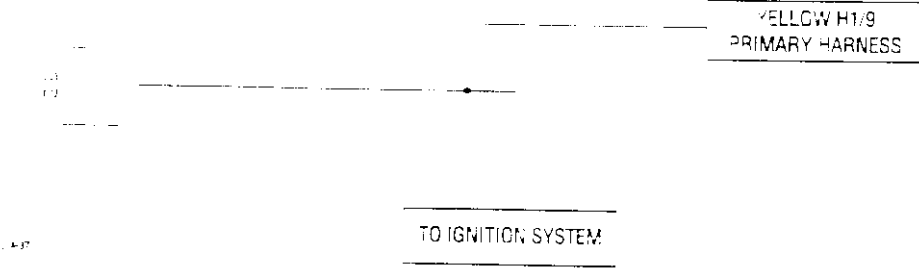 YELLOW H1/9
PRIMARY HARNESS
TO IGNITION SYSTEM